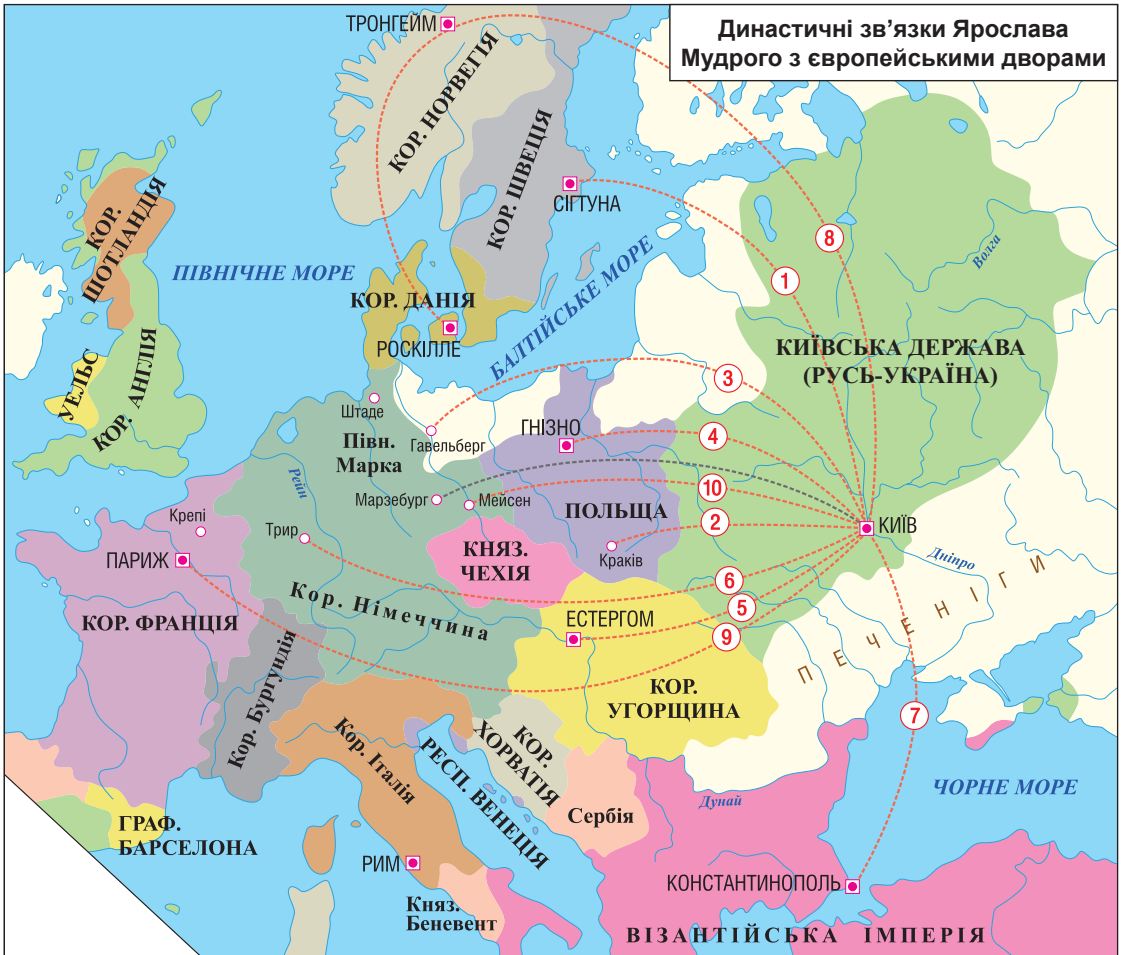 Династичні зв'язки Ярослава
Мудрого з європейськими дворами
ТРОНГЕЙМ
КОР. НОРВЕГІЯ
КОР. ШВЕЦІЯ
СІГТУНА
КОР.
ШОТЛАНДІЯ
ПІВНІЧНЕ МОРЕ
БАЛТІЙСЬКЕ МОРЕ
Волга
8
1
КОР. ДАНІЯ
РОСКІЛЛЕ
УЕЛЬС
КОР. АНГЛІЯ
КИЇВСЬКА ДЕРЖАВА
(РУСЬ-УКРАЇНА)
3
Штаде
Гавельберг
ГНІЗНО
4
Півн.
Марка
Рейн
Марзебург
Мейсен
10
ПОЛЬЩА
2
КИЇВ
Крепі
Трир
ПАРИЖ
КНЯЗ.
ЧЕХІЯ
Краків
Дніпро
6
Кор. Німеччина
5
ЕСТЕРГОМ
9
КОР. ФРАНЦІЯ
ПЕЧЕНІГИ
Кор. Бургундія
КОР.
УГОРЩИНА
7
Кор. Італія
РЕСП. ВЕНЕЦІЯ
КОР.
ХОРВАТІЯ
Сербія
Дунай
ЧОРНЕ МОРЕ
ГРАФ.
БАРСЕЛОНА
РИМ
КОНСТАНТИНОПОЛЬ
Княз.
Беневент
ВІЗАНТІЙСЬКА ІМПЕРІЯ